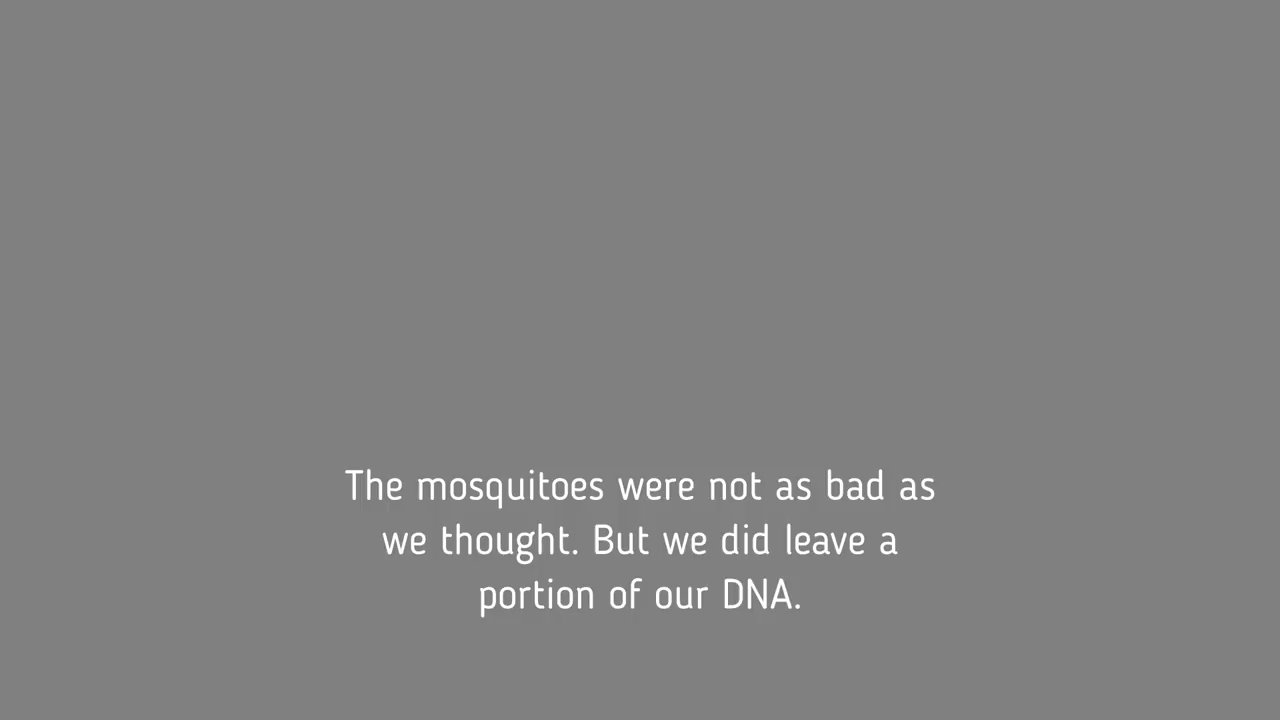 The mosquitoes were not as bad as
we thought. But we did leave a
portion of our DNA.